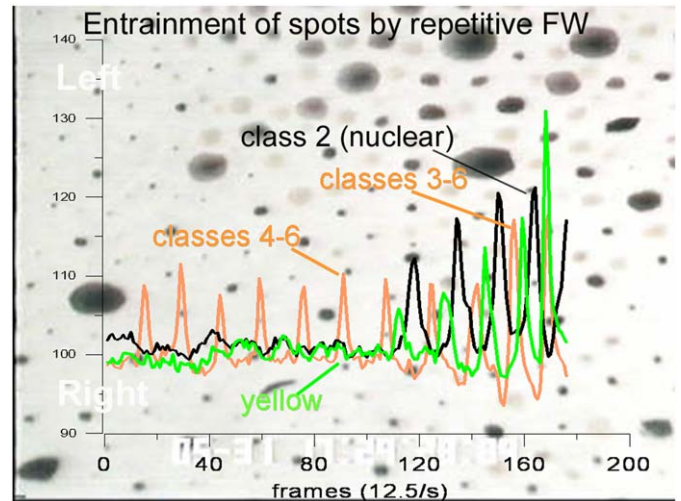 Entrainment of spots by repetitive FW
140
Left
130
class 2 (nuclear)
120
classes 3-6
classes 4-6
110
100
Right
yellow
90
0 40 80 120 160 200
frames (12.5/s)